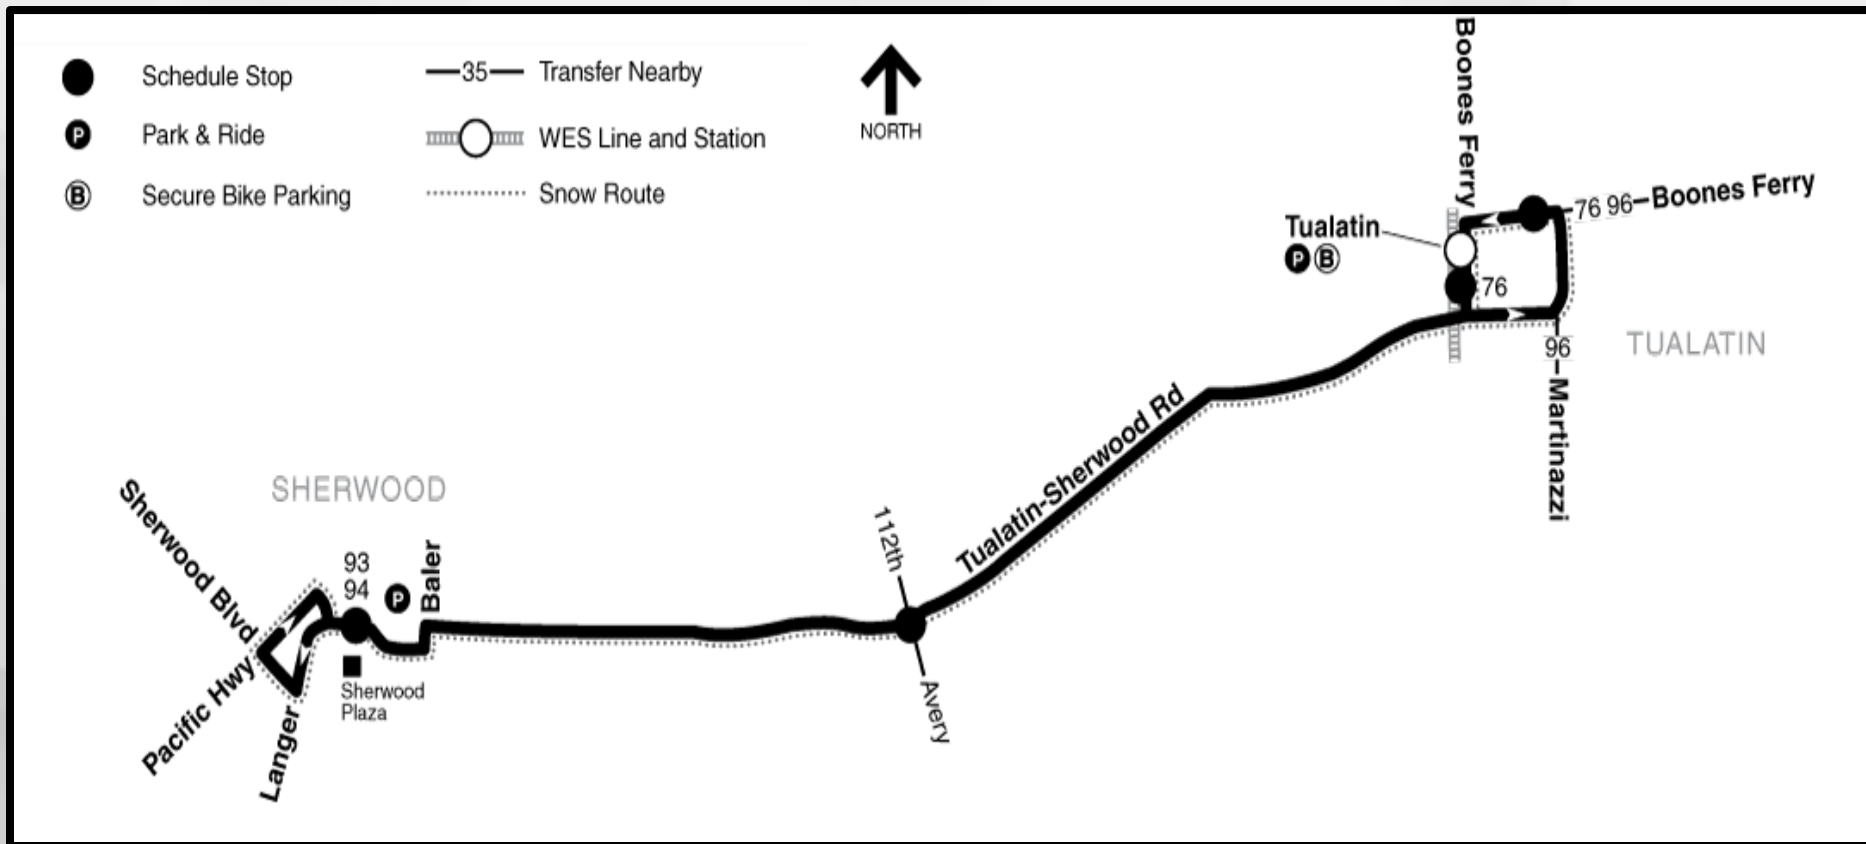 Schedule Stop
P
Park & Ride
B
Secure Bike Parking
35
Transfer Nearby
WES Line and Station
Snow Route
NORTH
Boones Ferry
76 96
Boones Ferry
Tualatin
P B
76
96
TUALATIN
Martinazzi
Tualatin-Sherwood Rd
112th
Avery
SHERWOOD
Sherwood Blvd
93
94
P
Baler
Pacific Hwy
Langer
Sherwood
Plaza